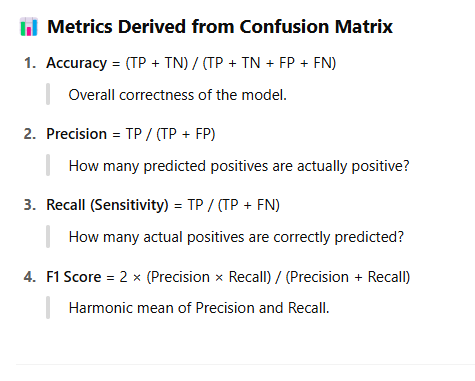 📊 Metrics Derived from Confusion Matrix
1. Accuracy = (TP + TN) / (TP + TN + FP + FN)
Overall correctness of the model.
2. Precision = TP / (TP + FP)
How many predicted positives are actually positive?
3. Recall (Sensitivity) = TP / (TP + FN)
How many actual positives are correctly predicted?
4. F1 Score = 2 × (Precision × Recall) / (Precision + Recall)
Harmonic mean of Precision and Recall.